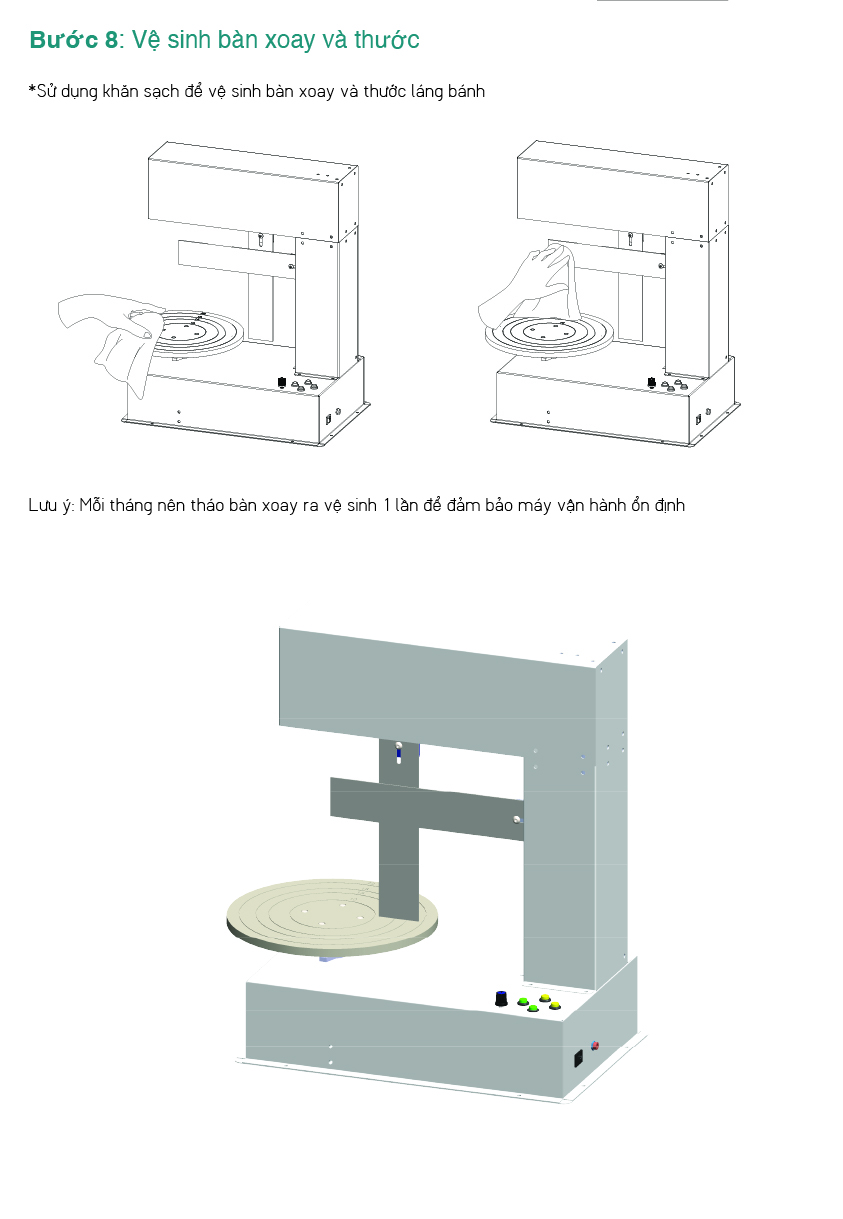 Bước 8: Vệ sinh bàn xoay và thước
*Sử dụng khăn sạch để vệ sinh bàn xoay và thước láng bánh
Lưu ý: Mỗi tháng nên tháo bàn xoay ra vệ sinh 1 lần để đảm bảo máy vận hành ổn định